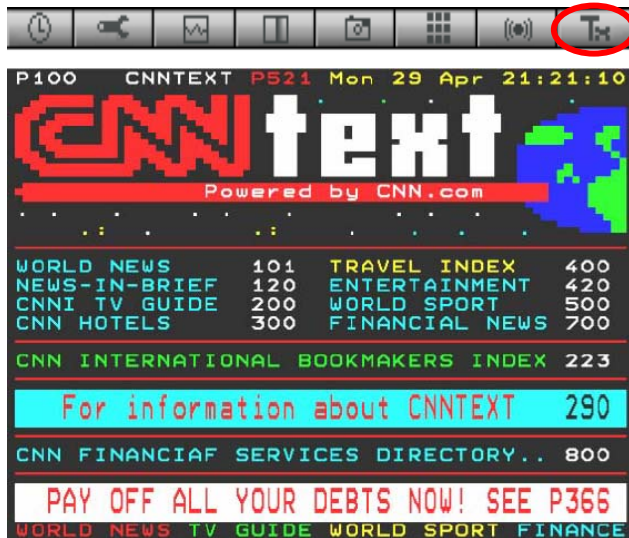 Tx
P100 CNNTEXT P521 Mon 29 Apr 21:21:10
CNN text
Powered by CNN.com
WORLD NEWS 101 TRAVEL INDEX 400
NEWS-IN-BRIEF 120 ENTERTAINMENT 420
CNNI TV GUIDE 200 WORLD SPORT 500
CNN HOTELS 300 FINANCIAL NEWS 700
CNN INTERNATIONAL BOOKMAKERS INDEX 223
For information about CNNTEXT 290
CNN FINANCIAF SERVICES DIRECTORY.. 800
PAY OFF ALL YOUR DEBTS NOW! SEE P366
WORLD NEWS TV GUIDE WORLD SPORT FINANCE